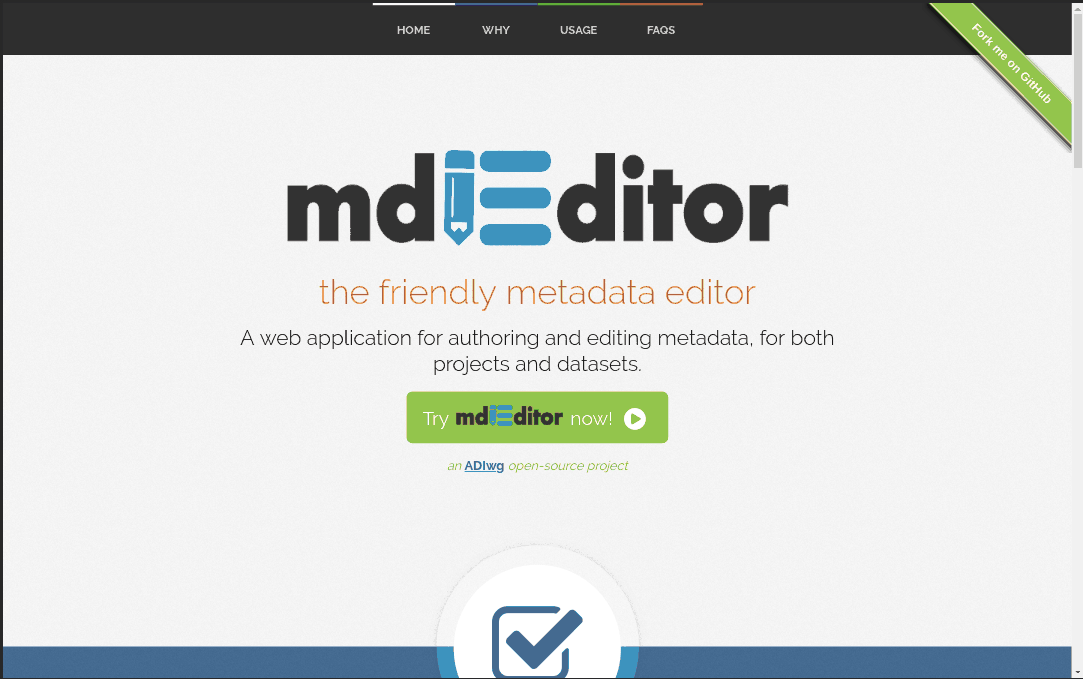 HOME WHY USAGE FAQS
Fork me on GitHub
mdEditor
the friendly metadata editor
A web application for authoring and editing metadata, for both
projects and datasets.
Try mdEditor now!
an ADIwg open-source project